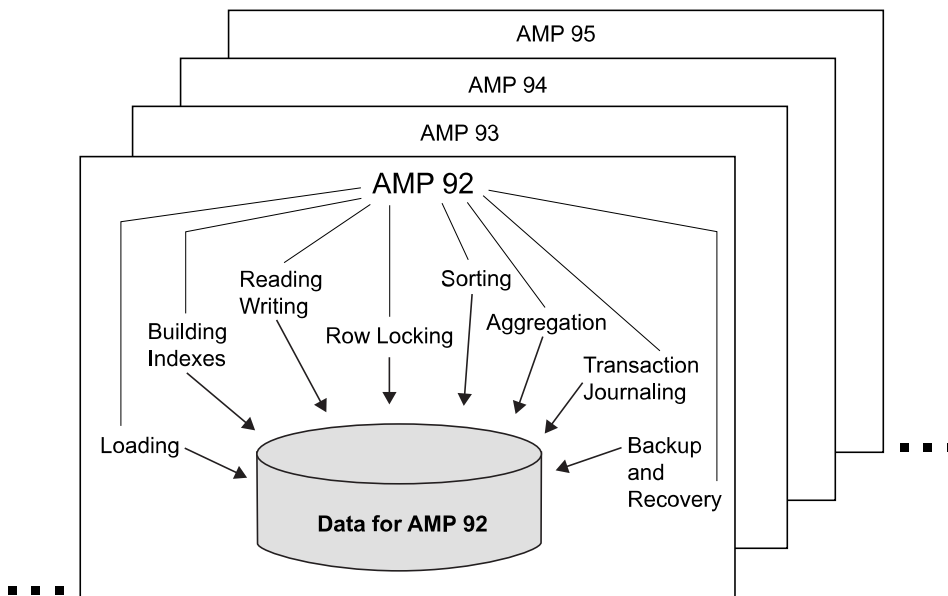 AMP 95
AMP 94
AMP 93
AMP 92
Reading
Writing
Sorting
Building
Indexes
Row Locking
Aggregation
Transaction
Journaling
Loading
Backup
and
Recovery
Data for AMP 92